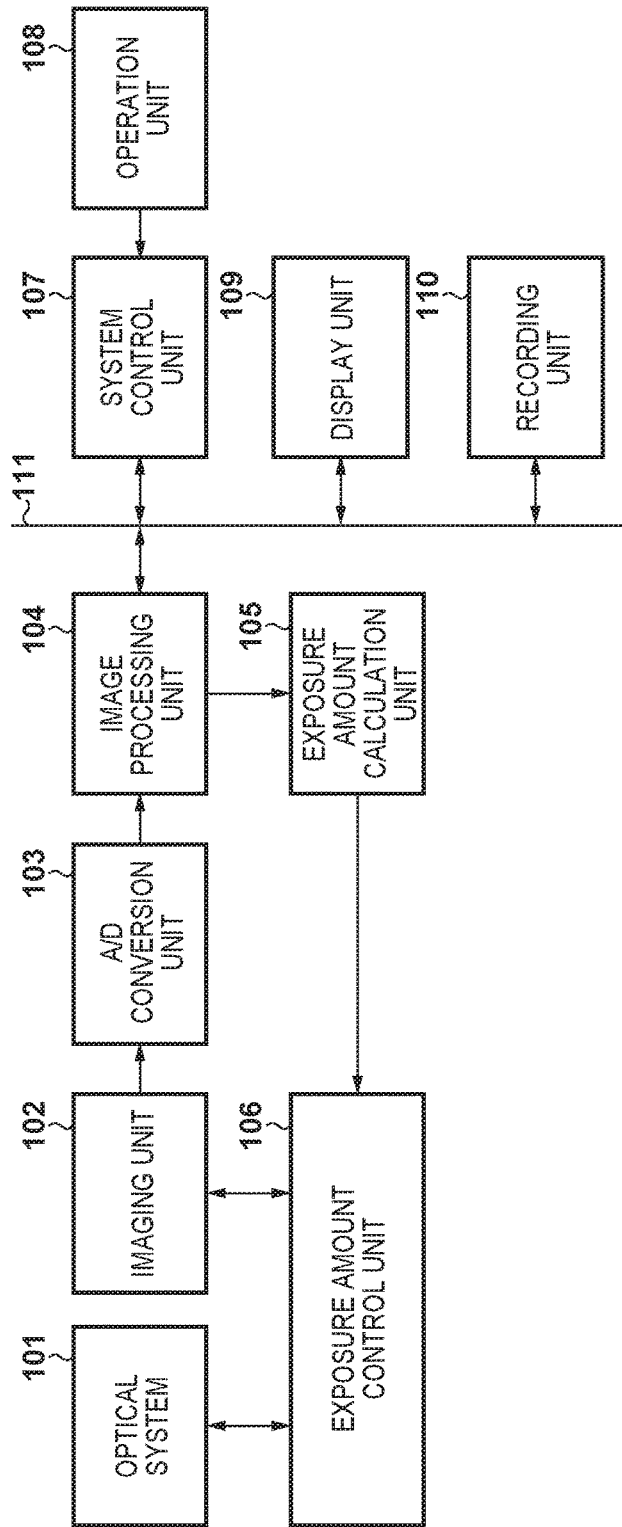 101
OPTICAL
SYSTEM
102
IMAGING UNIT
103
A/D
CONVERSION
UNIT
104
IMAGE
PROCESSING
UNIT
111
107
SYSTEM
CONTROL
UNIT
108
OPERATION
UNIT
106
EXPOSURE AMOUNT
CONTROL UNIT
105
EXPOSURE
AMOUNT
CALCULATION
UNIT
109
DISPLAY UNIT
110
RECORDING
UNIT